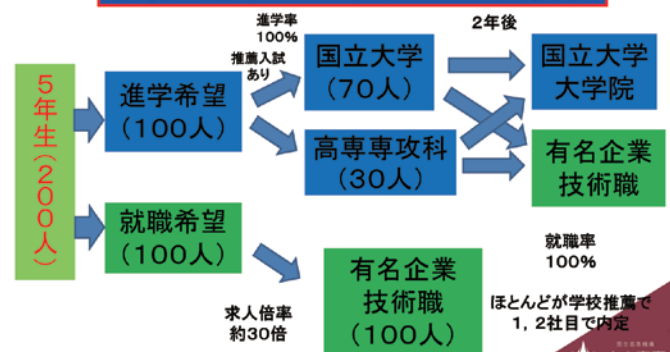 進学率
100%
推薦入試
あり
2年後
5年生(200人)
進学希望
(100人)
国立大学
(70人)
国立大学
大学院
高専専攻科
(30人)
有名企業
技術職
就職希望
(100人)
就職率
100%
求人倍率
約30倍
有名企業
技術職
(100人)
ほとんどが学校推薦で
1,2社目で内定